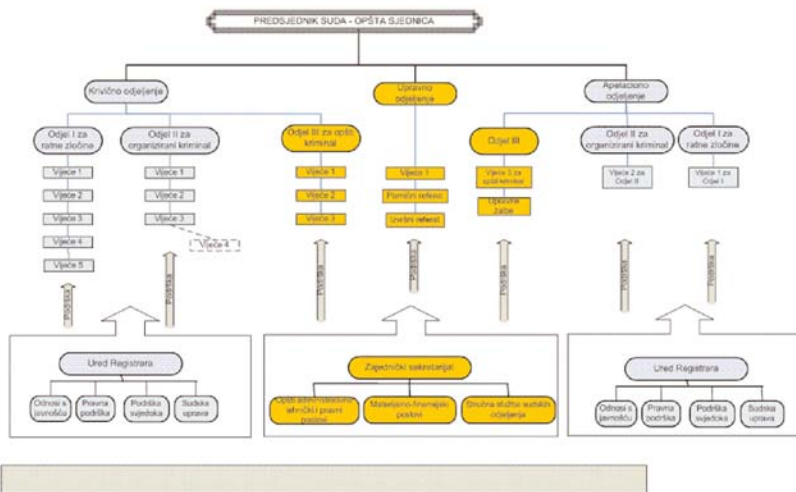 PREDSJEDNIK SUDA - OPŠTA SJEDNICA
Krivično odjeljenje
Upravno
odjeljenje
Apelaciono
odjeljenje
Odjel I za
ratne zločine
Odjel II za
organizirani kriminal
Odjel III za opšti
kriminal
Odjel III
Odjel II za
organizirani kriminal
Odjel I za
ratne zločine
Vijeće 1
Vijeće 2
Vijeće 3
Vijeće 4
Vijeće 5
Vijeće 1
Vijeće 2
Vijeće 3
Vijeće 4
Vijeće 1
Vijeće 2
Vijeće 3
Vijeće 1
Parnični referat
Izvršni referat
Vijeće 3 za
opšti kriminal
Upravne
žalbe
Vijeće 2 za
Odjel II
Vijeće 1 za
Odjel I
Podrška
Podrška
Podrška
Podrška
Podrška
Podrška
Podrška
Ured Registrara
Odnosi s
javnošću
Pravna
podrška
Podrška
svjedoka
Sudska
uprava
Zajednički sekretarijat
Opšti administrativno
tehnički i pravni
poslovi
Materijalno-finansijski
poslovi
Stručna služba sudskih
odjeljenja
Ured Registrara
Odnosi s
javnošću
Pravna
podrška
Podrška
svjedoka
Sudska
uprava